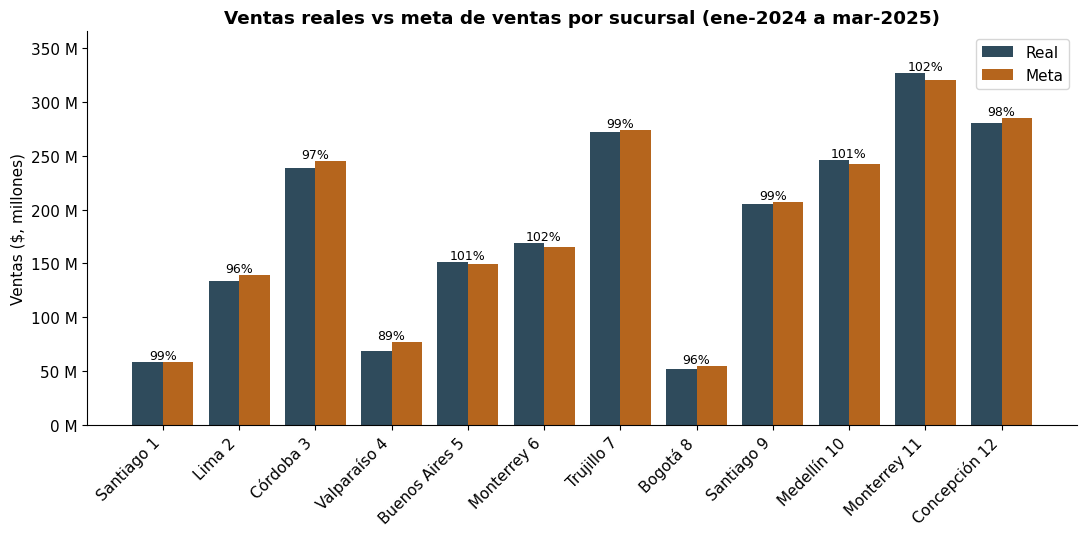 Ventas reales vs meta de ventas por sucursal (ene-2024 a mar-2025)
Real
Meta
Ventas ($, millones)
350 M
300 M
250 M
200 M
150 M
100 M
50 M
0 M
99%
96%
97%
89%
101%
102%
99%
96%
99%
101%
102%
98%
Santiago 1
Lima 2
Córdoba 3
Valparaíso 4
Buenos Aires 5
Monterrey 6
Trujillo 7
Bogotá 8
Santiago 9
Medellín 10
Monterrey 11
Concepción 12